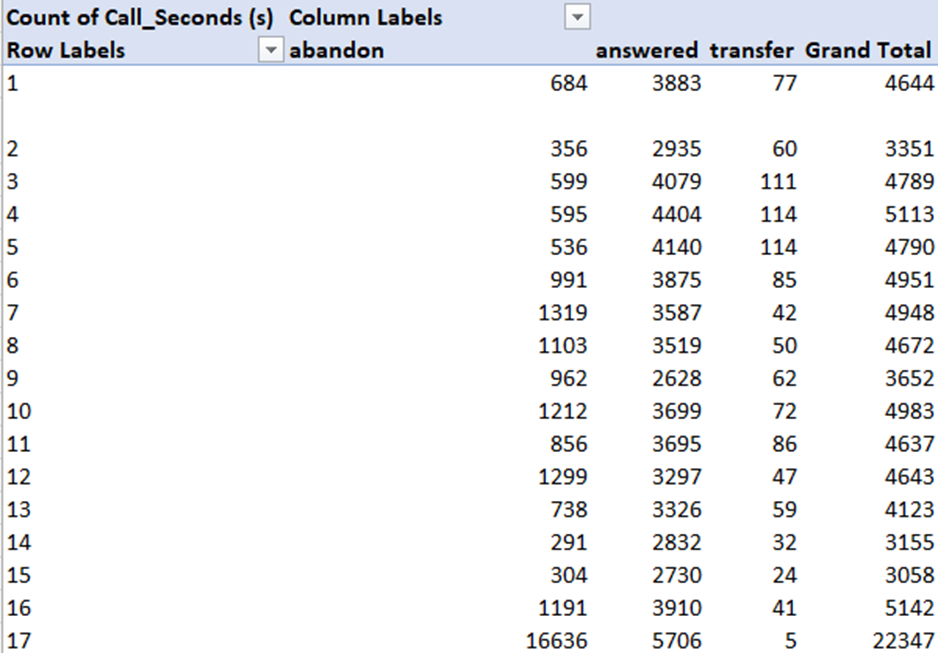 Count of Call_Seconds (s) Column Labels
Row Labels abandon answered transfer Grand Total
1 684 3883 77 4644
2 356 2935 60 3351
3 599 4079 111 4789
4 595 4404 114 5113
5 536 4140 114 4790
6 991 3875 85 4951
7 1319 3587 42 4948
8 1103 3519 50 4672
9 962 2628 62 3652
10 1212 3699 72 4983
11 856 3695 86 4637
12 1299 3297 47 4643
13 738 3326 59 4123
14 291 2832 32 3155
15 304 2730 24 3058
16 1191 3910 41 5142
17 16636 5706 5 22347